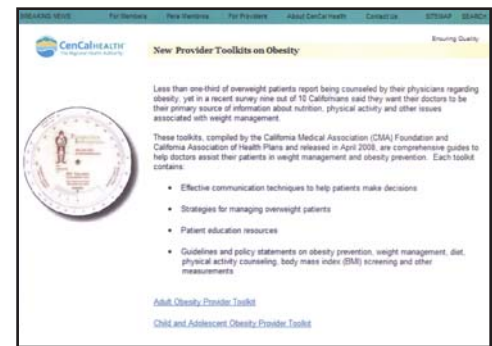 BREAKING NEWS For Members Para Miembros For Providers About CenCal Health Contact Us SITEMAP SEARCH
Ensuring Quality
CenCalHEALTH
New Provider Toolkits on Obesity
Less than one-third of overweight patients report being counseled by their physicians regarding
obesity, yet in a recent survey nine out of 10 Californians said they want their doctors to be
their primary source of information about nutrition, physical activity and other issues
associated with weight management.
These toolkits, compiled by the California Medical Association (CMA) Foundation and
California Association of Health Plans and released in April 2008, are comprehensive guides to
help doctors assist their patients in weight management and obesity prevention. Each toolkit
contains:
• Effective communication techniques to help patients make decisions
• Strategies for managing overweight patients
• Patient education resources
• Guidelines and policy statements on obesity prevention, weight management, diet,
physical activity counseling, body mass index (BMI) screening and other
measurements
Adult Obesity Provider Toolkit
Child and Adolescent Obesity Provider Toolkit